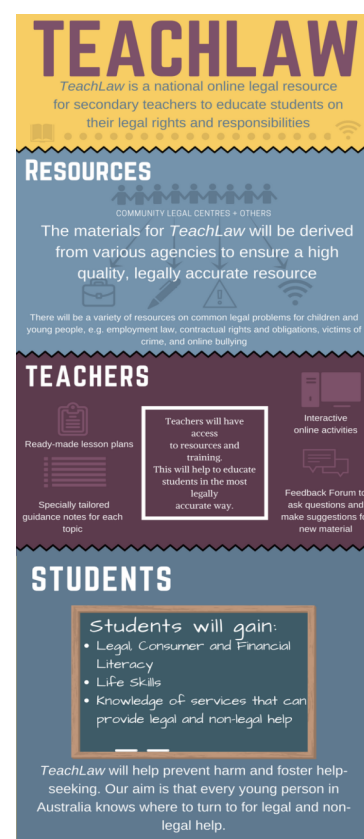 TEACHLAW
TeachLaw is a national online legal resource
for secondary teachers to educate students on
their legal rights and responsibilities
RESOURCES
COMMUNITY LEGAL CENTRES + OTHERS
The materials for TeachLaw will be derived
from various agencies to ensure a high
quality, legally accurate resource
There will be a variety of resources on common legal problems for children and
young people, e.g. employment law, contractual rights and obligations, victims of
crime, and online bullying
TEACHERS
Ready-made lesson plans
Specially tailored
guidance notes for each
topic
Teachers will have
access
to resources and
training.
This will help to educate
students in the most
legally
accurate way.
Interactive
online activities
Feedback Forum to
ask questions and
make suggestions fo
new material
STUDENTS
Students will gain:
• Legal, Consumer and Financial
Literacy
• Life Skills
• Knowledge of services that can
provide legal and non-legal help
TeachLaw will help prevent harm and foster help-
seeking. Our aim is that every young person in
Australia knows where to turn to for legal and non-
legal help.